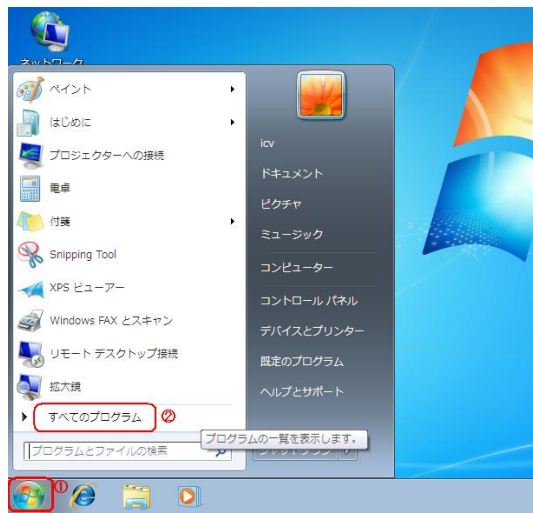 ネットワーク
ペイント
はじめに
プロジェクターへの接続
電卓
付箋
Snipping Tool
XPS ビューアー
Windows FAX とスキャン
リモート デスクトップ接続
拡大鏡
すべてのプログラム ②
プログラムとファイルの検索
icv
ドキュメント
ピクチャ
ミュージック
コンピューター
コントロール パネル
デバイスとプリンター
既定のプログラム
ヘルプとサポート
プログラムの一覧を表示します。
①